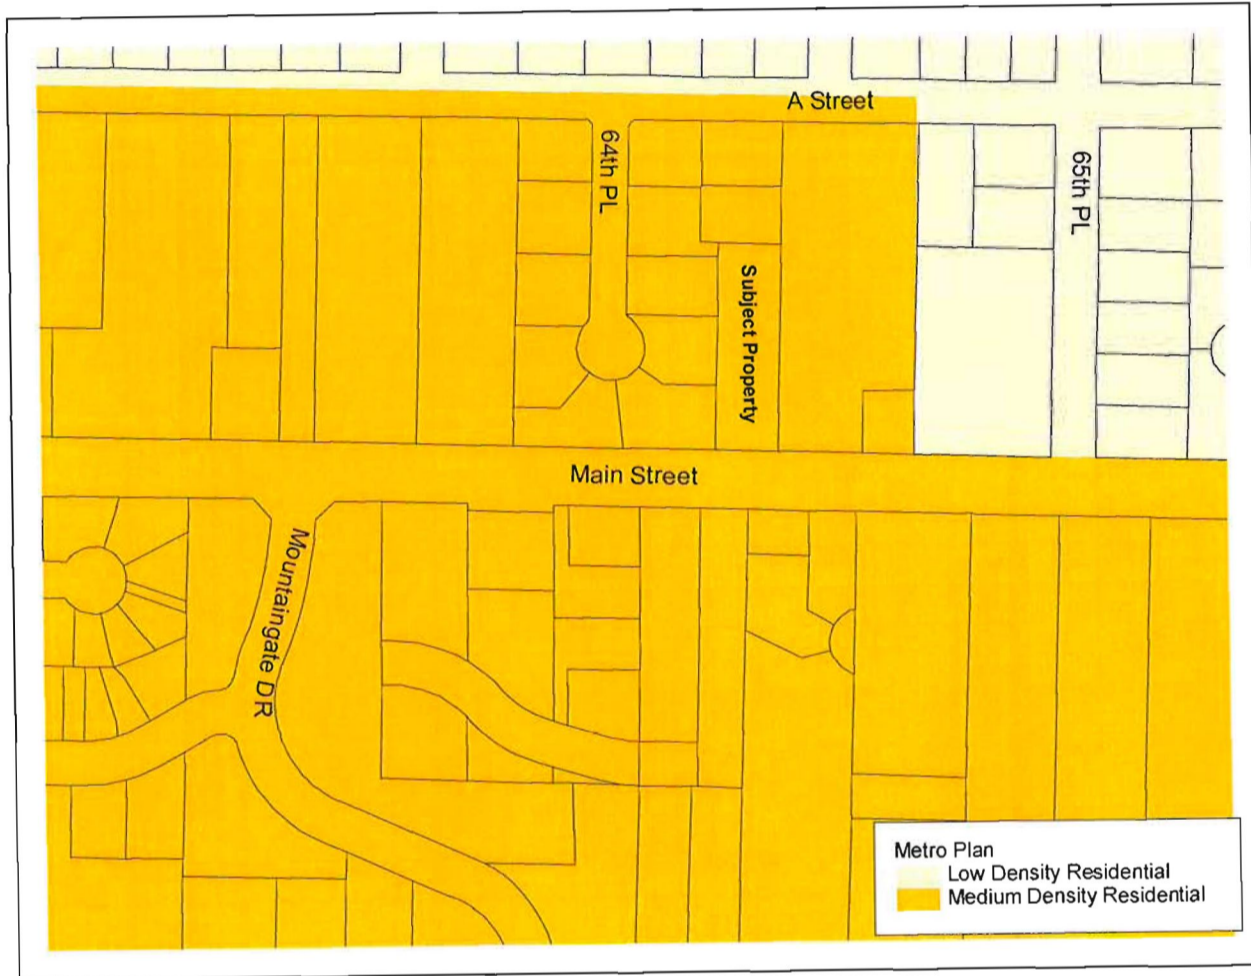 A Street
64th PL
65th PL
Subject Property
Main Street
Mountaingate DR
Metro Plan
Low Density Residential
Medium Density Residential